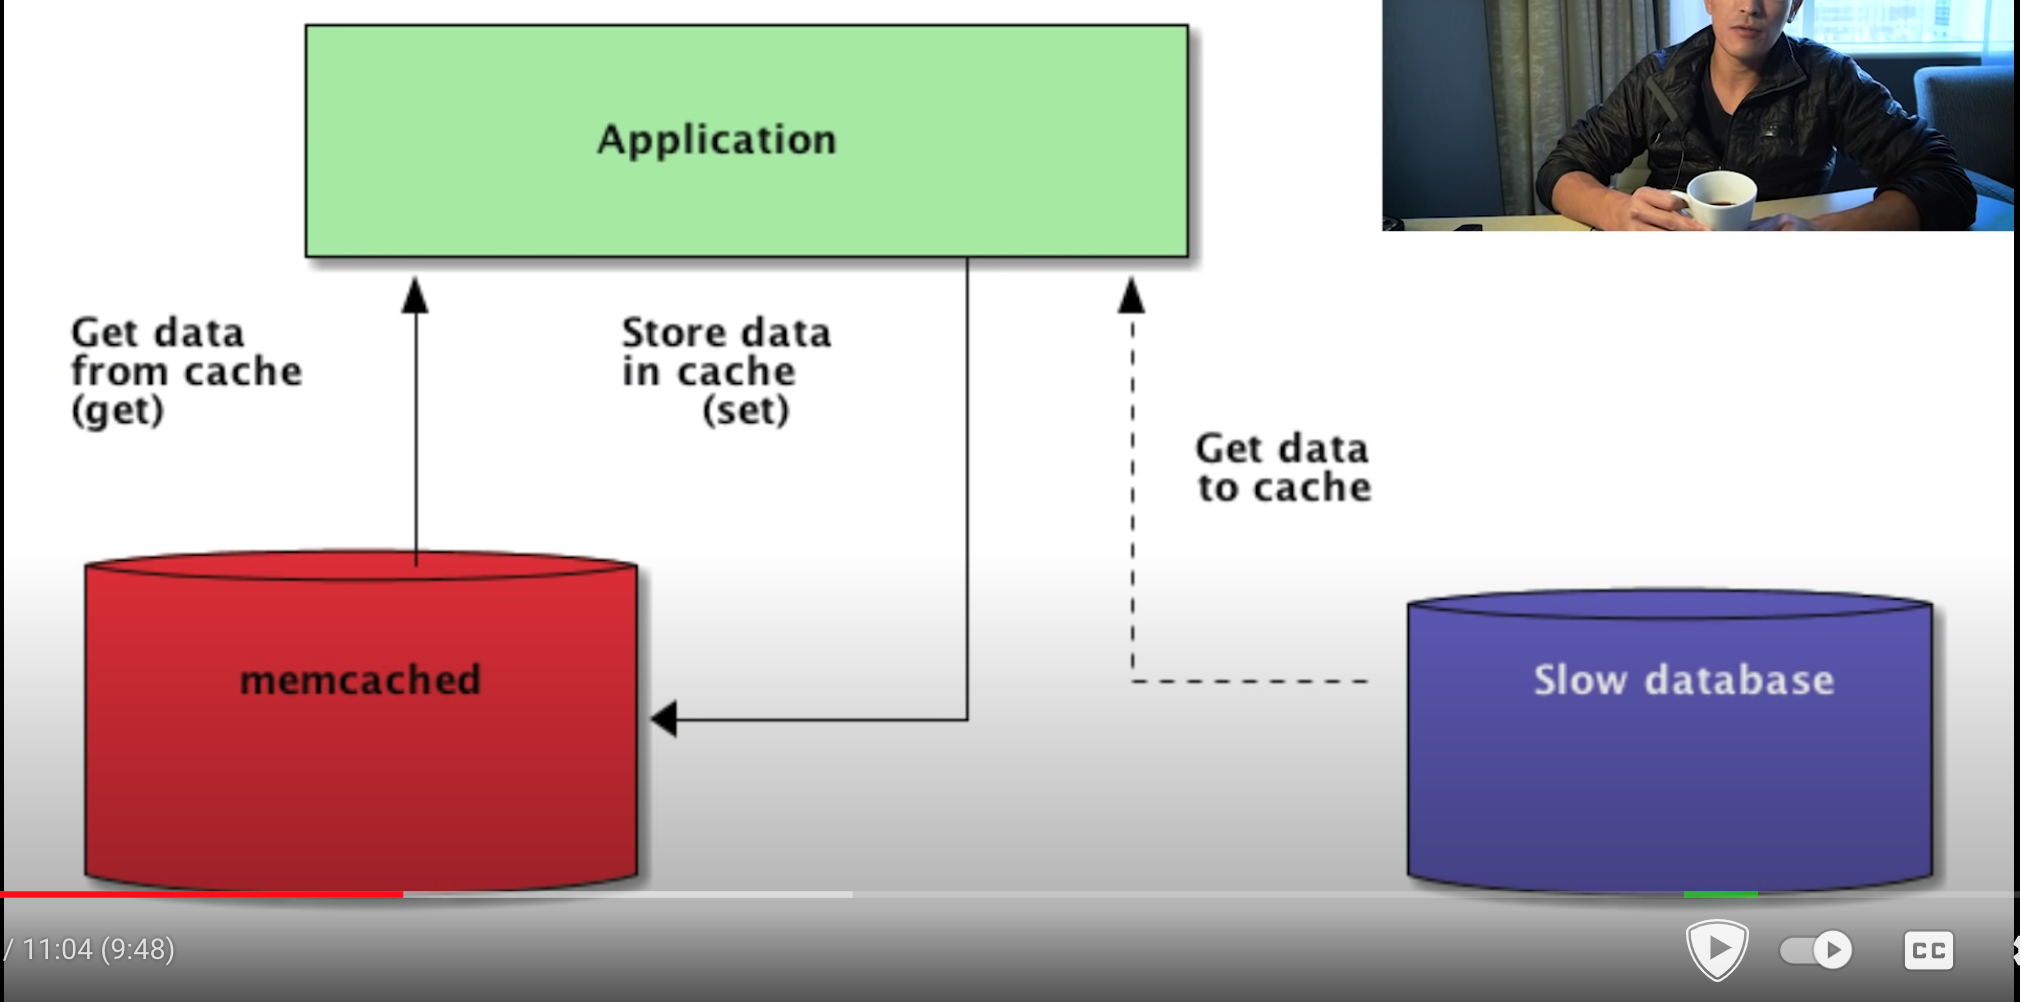 Application
Get data
from cache
(get)
Store data
in cache
(set)
Get data
to cache
memcached
Slow database
/ 11:04 (9:48)
CC